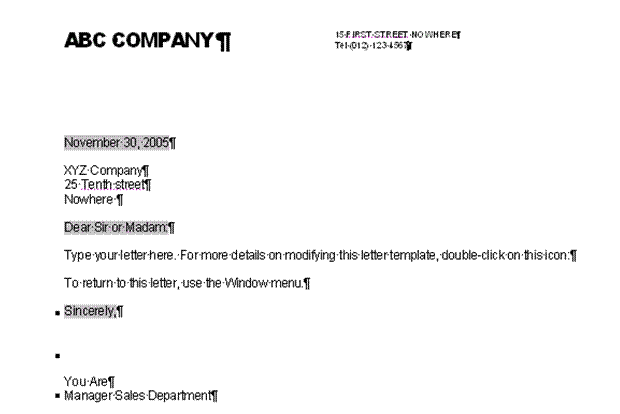 ABC COMPANY¶
15·FIRST·STREET·NOWHERE¶
Tel·(012)·123-4567¶
November·30,·2005¶
XYZ·Company¶
25·Tenth·street¶
Nowhere·¶
Dear·Sir·or·Madam:¶
Type·your·letter·here.··For·more·details·on·modifying·this·letter·template,·double-click·on·this·icon:¶
To·return·to·this·letter,·use·the·Window·menu.¶
Sincerely,¶
You·Are¶
Manager·Sales·Department¶